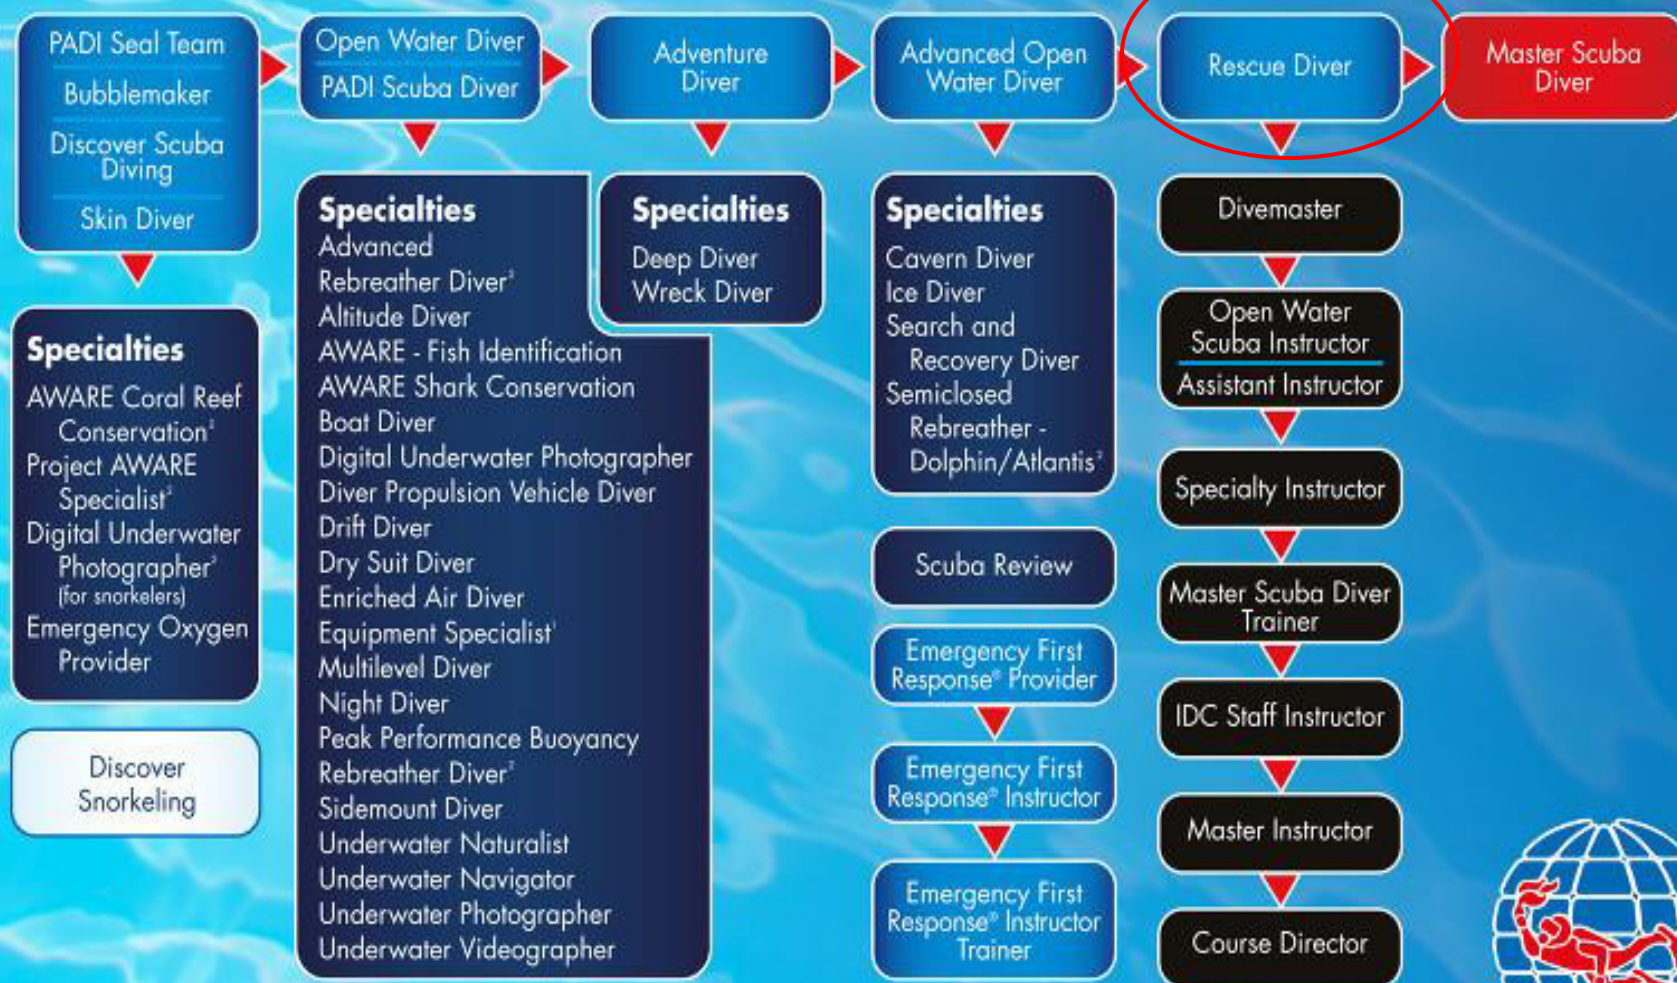 PADI Seal Team
Bubblemaker
Discover Scuba
Diving
Skin Diver
Specialties
AWARE Coral Reef
Conservation²
Project AWARE
Specialist²
Digital Underwater
Photographer²
(for snorkelers)
Emergency Oxygen
Provider
Discover
Snorkeling
Open Water Diver
PADI Scuba Diver
Specialties
Advanced
Rebreather Diver²
Altitude Diver
AWARE - Fish Identification
AWARE Shark Conservation
Boat Diver
Digital Underwater Photographer
Diver Propulsion Vehicle Diver
Drift Diver
Dry Suit Diver
Enriched Air Diver
Equipment Specialist¹
Multilevel Diver
Night Diver
Peak Performance Buoyancy
Rebreather Diver²
Sidemount Diver
Underwater Naturalist
Underwater Navigator
Underwater Photographer
Underwater Videographer
Adventure
Diver
Specialties
Deep Diver
Wreck Diver
Advanced Open
Water Diver
Specialties
Cavern Diver
Ice Diver
Search and
Recovery Diver
Semiclosed
Rebreather -
Dolphin/Atlantis²
Scuba Review
Emergency First
Response® Provider
Emergency First
Response® Instructor
Emergency First
Response® Instructor
Trainer
Rescue Diver
Divemaster
Open Water
Scuba Instructor
Assistant Instructor
Specialty Instructor
Master Scuba Diver
Trainer
IDC Staff Instructor
Master Instructor
Course Director
Master Scuba
Diver